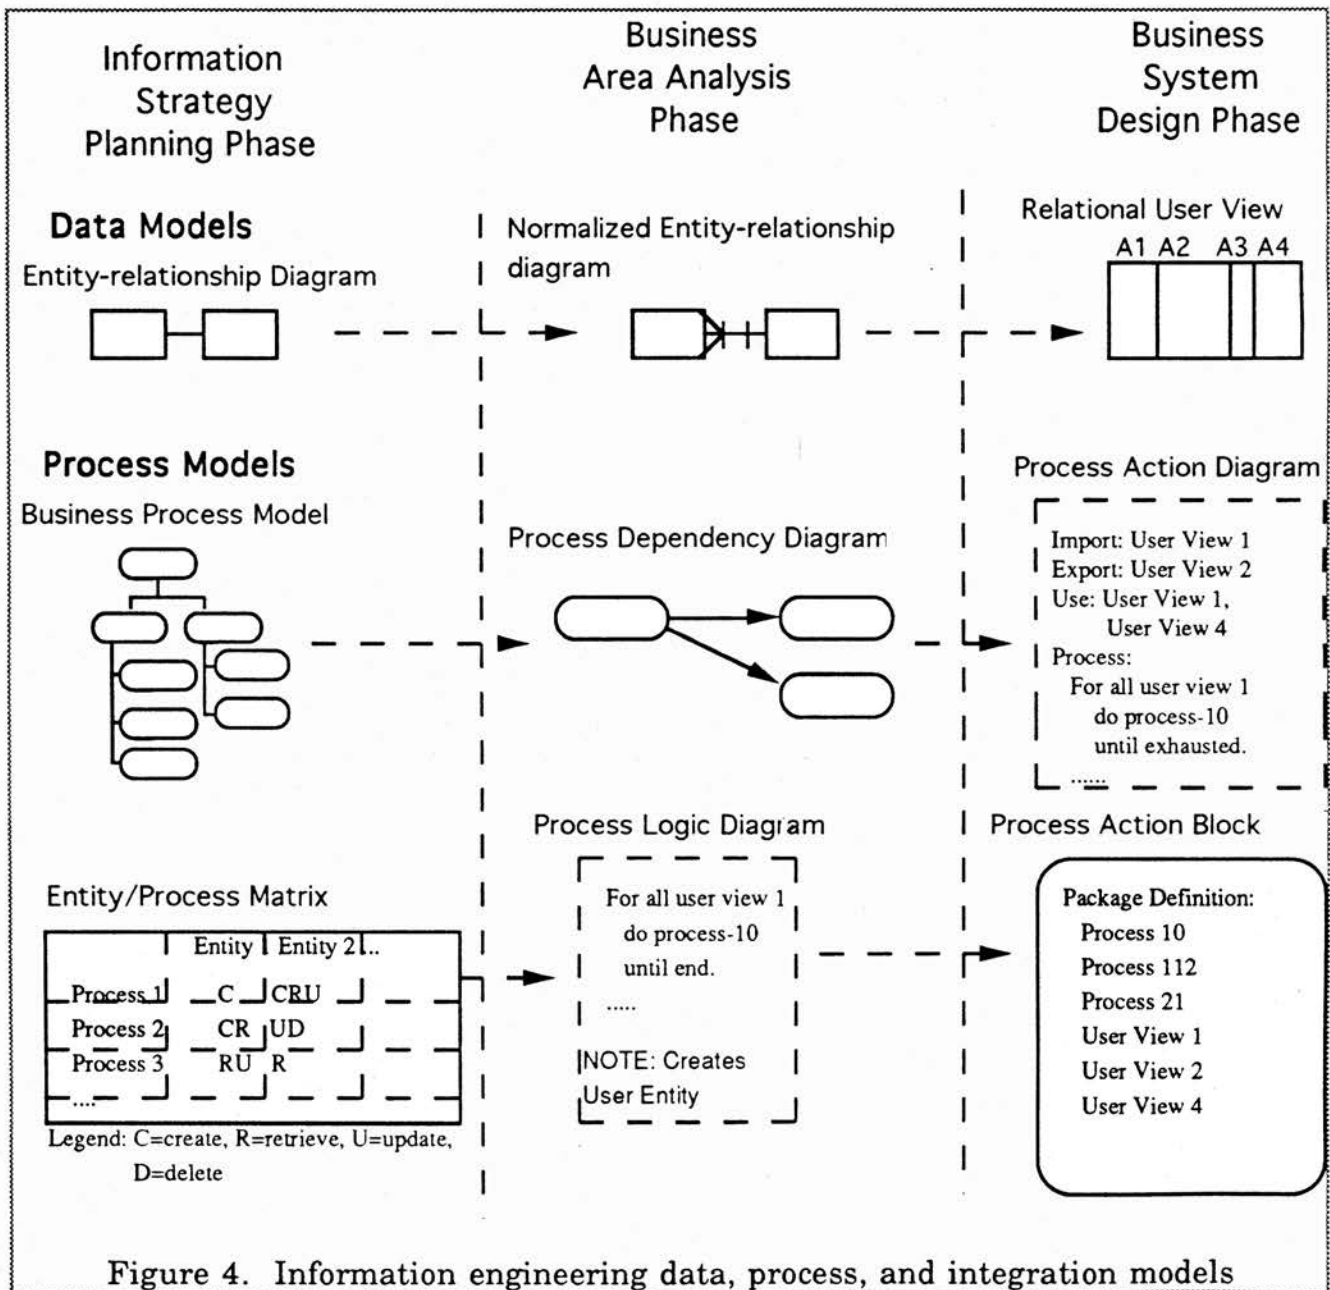 Information
Strategy
Planning Phase
Business
Area Analysis
Phase
Business
System
Design Phase
Data Models
Entity-relationship Diagram
Normalized Entity-relationship
diagram
Relational User View
A1 A2 A3 A4
Process Models
Business Process Model
Process Dependency Diagram
Process Action Diagram
Import: User View 1
Export: User View 2
Use: User View 1,
User View 4
Process:
For all user view 1
do process-10
until exhausted.
......
Entity/Process Matrix
Entity 1 Entity 2...
Process 1 C CRU
Process 2 CR UD
Process 3 RU R
....
Legend: C=create, R=retrieve, U=update,
D=delete
Process Logic Diagram
For all user view 1
do process-10
until end.
.....
NOTE: Creates
User Entity
Process Action Block
Package Definition:
Process 10
Process 112
Process 21
User View 1
User View 2
User View 4
Figure 4. Information engineering data, process, and integration models